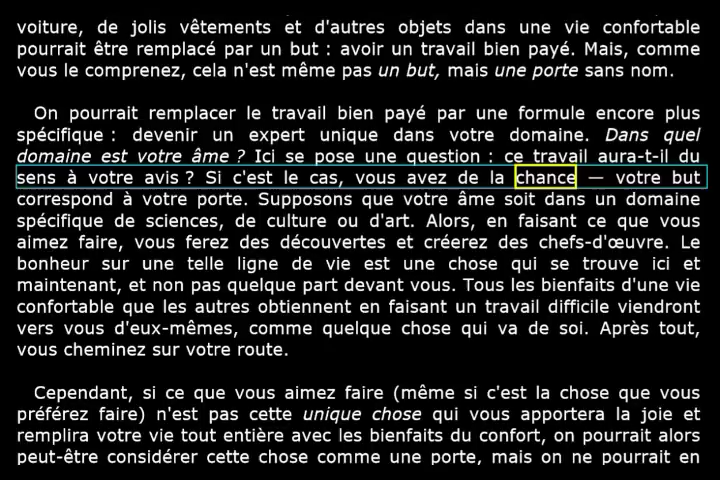 voiture, de jolis vêtements et d'autres objets dans une vie confortable
pourrait être remplacé par un but : avoir un travail bien payé. Mais, comme
vous le comprenez, cela n'est même pas un but, mais une porte sans nom.
On pourrait remplacer le travail bien payé par une formule encore plus
spécifique : devenir un expert unique dans votre domaine. Dans quel
domaine est votre âme ? Ici se pose une question : ce travail aura-t-il du
sens à votre avis ? Si c'est le cas, vous avez de la chance — votre but
correspond à votre porte. Supposons que votre âme soit dans un domaine
spécifique de sciences, de culture ou d'art. Alors, en faisant ce que vous
aimez faire, vous ferez des découvertes et créerez des chefs-d'œuvre. Le
bonheur sur une telle ligne de vie est une chose qui se trouve ici et
maintenant, et non pas quelque part devant vous. Tous les bienfaits d'une vie
confortable que les autres obtiennent en faisant un travail difficile viendront
vers vous d'eux-mêmes, comme quelque chose qui va de soi. Après tout,
vous cheminez sur votre route.
Cependant, si ce que vous aimez faire (même si c'est la chose que vous
préférez faire) n'est pas cette unique chose qui vous apportera la joie et
remplira votre vie tout entière avec les bienfaits du confort, on pourrait alors
peut-être considérer cette chose comme une porte, mais on ne pourrait en